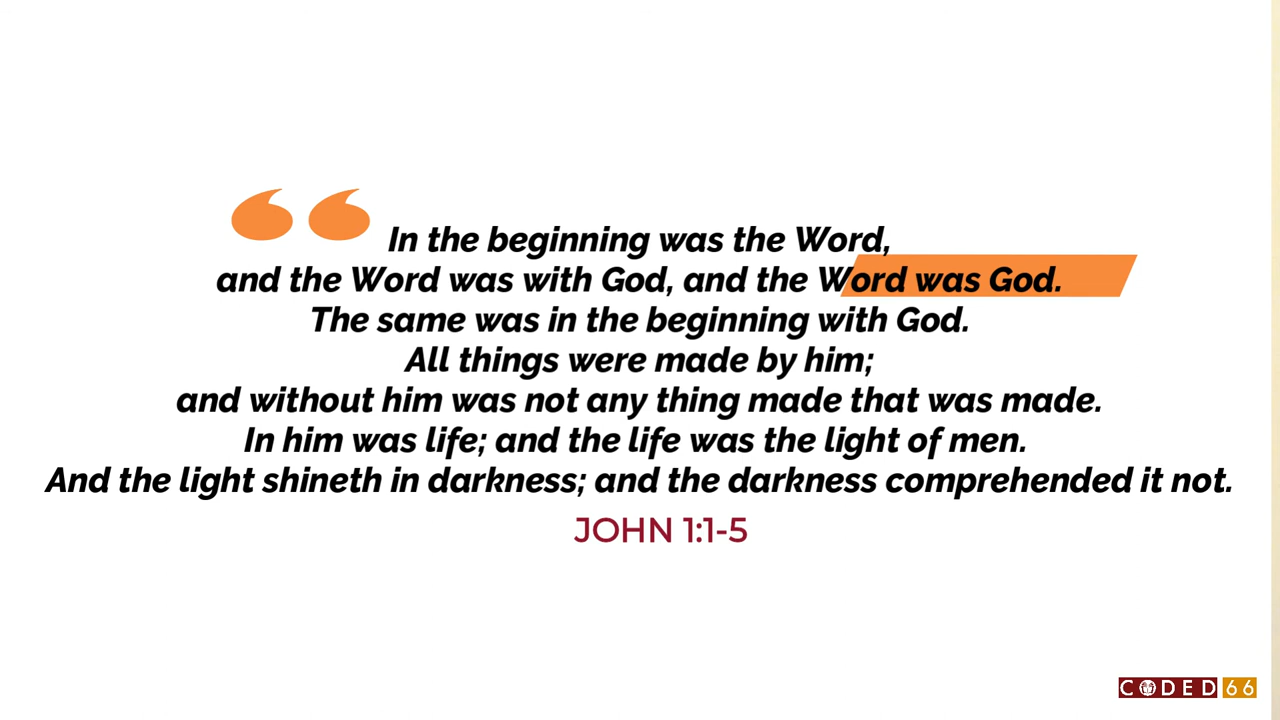 In the beginning was the Word,
and the Word was with God, and the Word was God.
The same was in the beginning with God.
All things were made by him;
and without him was not any thing made that was made.
In him was life; and the life was the light of men.
And the light shineth in darkness; and the darkness comprehended it not.
JOHN 1:1-5
CODED 66